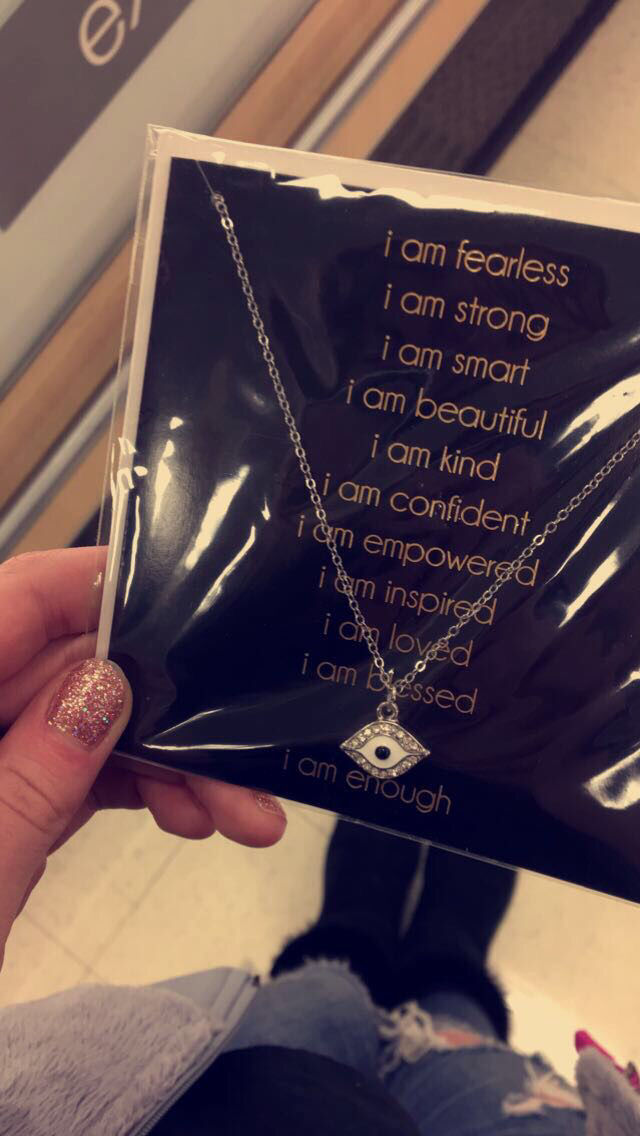 i am fearless
i am strong
i am smart
i am beautiful
i am kind
i am confident
i am empowered
i am inspired
i am loved
i am blessed
i am enough